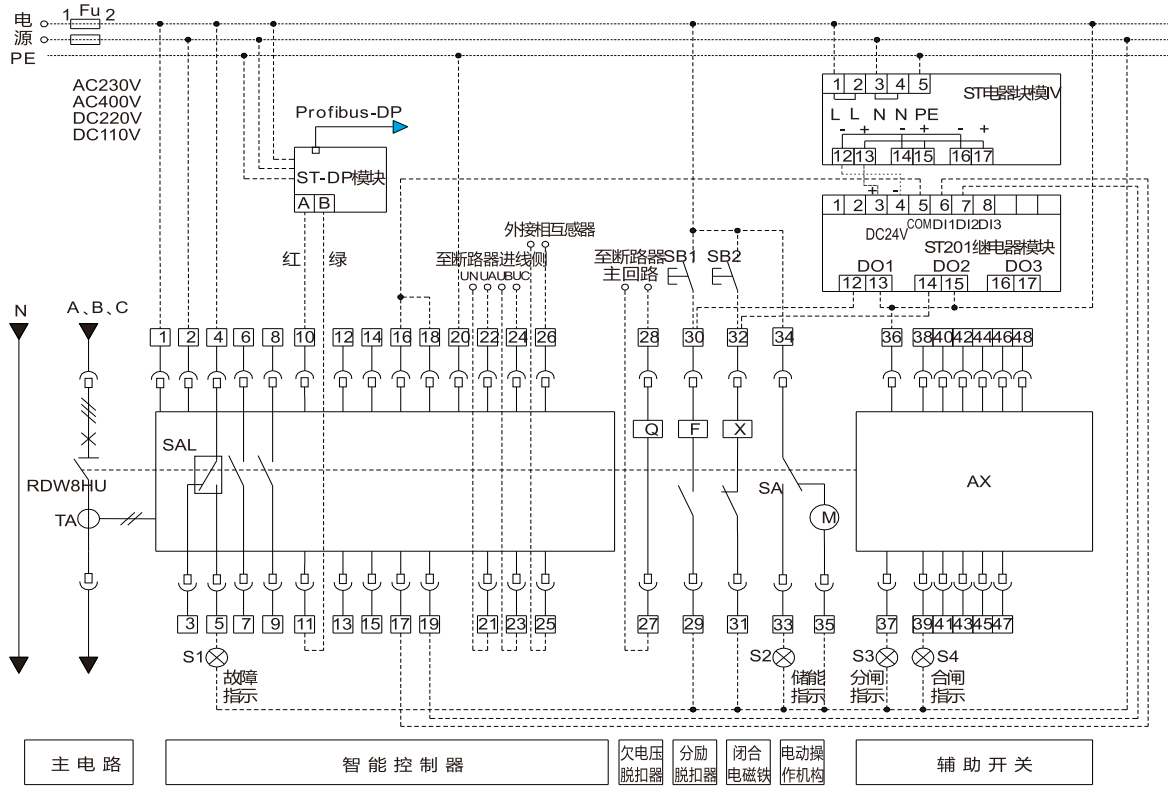 电 1 Fu 2
源
PE
AC230V
AC400V
DC220V
DC110V
Profibus-DP
ST-DP模块
A B
红 绿
1 2 3 4 5
ST电器块模IV
L L N N PE
- + - + - +
12 13 14 15 16 17
+ -
1 2 3 4 5 6 7 8
COM DI1 DI2 DI3
DC24V
ST201继电器模块
DO1 DO2 DO3
12 13 14 15 16 17
外接相互感器
至断路器进线侧
UN UA UB UC
至断路器
主回路
SB1 SB2
N A、B、C
1 2 4 6 8 10 12 14 16 18 20 22 24 26 28 30 32 34 36 38 40 42 44 46 48
Q F X
SAL
RDW8HU
TA
SA
M
AX
3 5 7 9 11 13 15 17 19 21 23 25 27 29 31 33 35 37 39 41 43 45 47
S1
故障
指示
S2
储能
指示
S3
分闸
指示
S4
合闸
指示
主电路
智能控制器
欠电压
脱扣器
分励
脱扣器
闭合
电磁铁
电动操
作机构
辅助开关